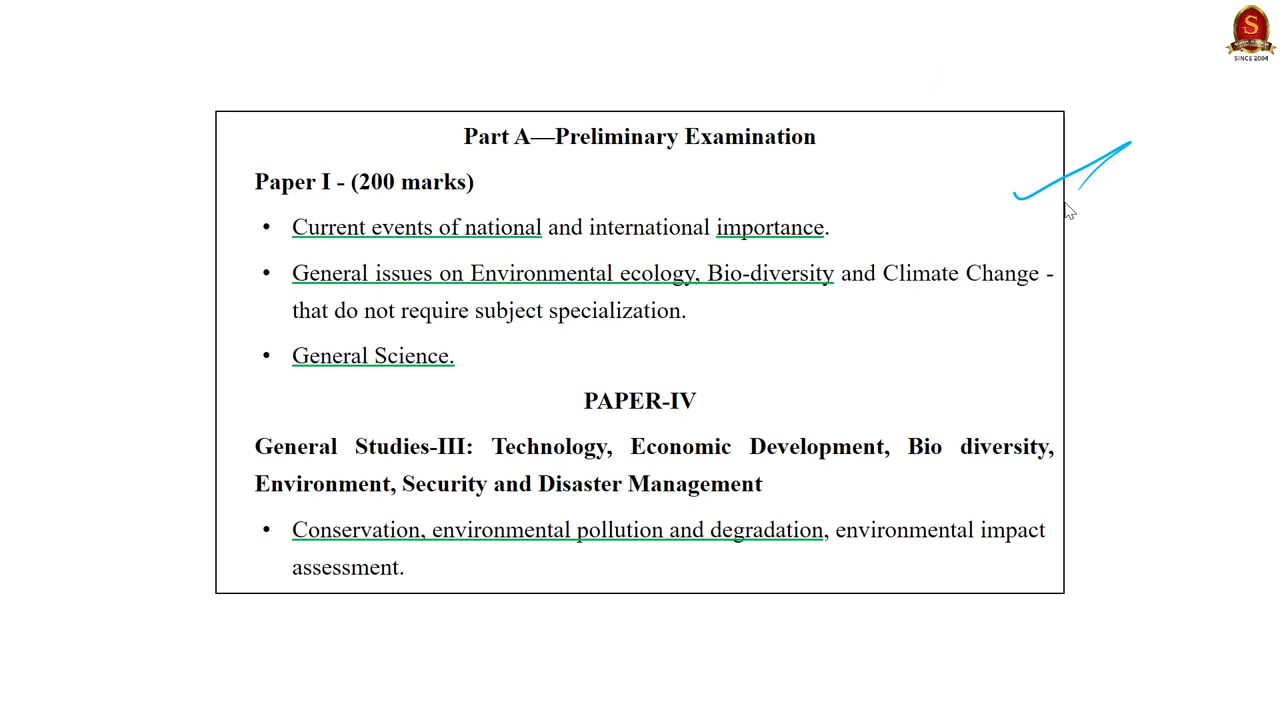 S
SINCE 2004
Part A—Preliminary Examination
Paper I - (200 marks)
• Current events of national and international importance.
• General issues on Environmental ecology, Bio-diversity and Climate Change -
that do not require subject specialization.
• General Science.
PAPER-IV
General Studies-III: Technology, Economic Development, Bio diversity,
Environment, Security and Disaster Management
• Conservation, environmental pollution and degradation, environmental impact
assessment.